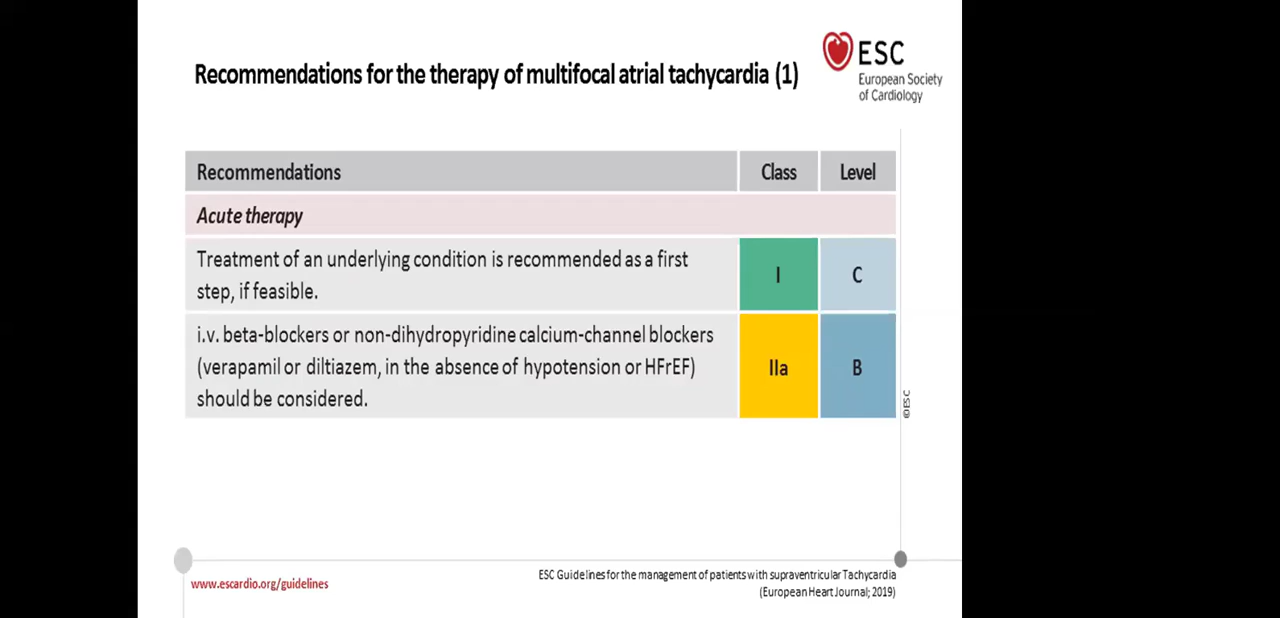 Recommendations for the therapy of multifocal atrial tachycardia (1)
ESC
European Society
of Cardiology
Recommendations Class Level
Acute therapy
Treatment of an underlying condition is recommended as a first
step, if feasible.
I C
i.v. beta-blockers or non-dihydropyridine calcium-channel blockers
(verapamil or diltiazem, in the absence of hypotension or HFrEF)
should be considered.
IIa B
©ESC
www.escardio.org/guidelines
ESC Guidelines for the management of patients with supraventricular Tachycardia
(European Heart Journal; 2019)